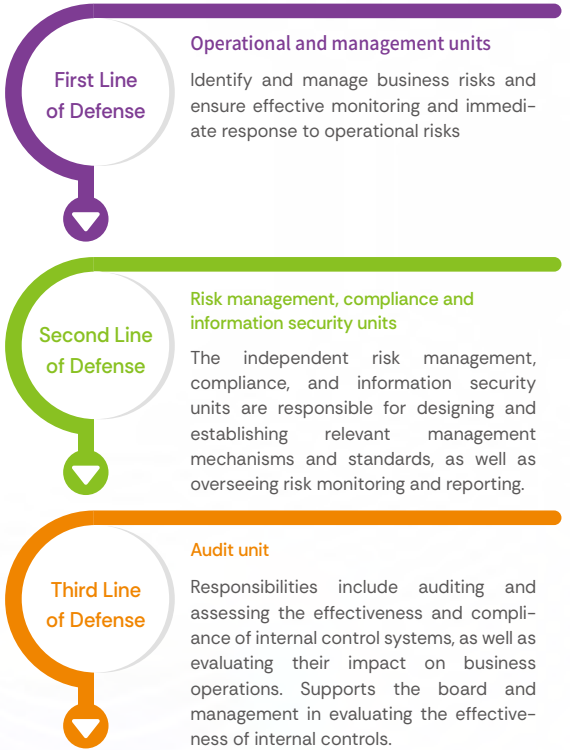 First Line
of Defense
Operational and management units
Identify and manage business risks and
ensure effective monitoring and immedi-
ate response to operational risks
Second Line
of Defense
Risk management, compliance and
information security units
The independent risk management,
compliance, and information security
units are responsible for designing and
establishing relevant management
mechanisms and standards, as well as
overseeing risk monitoring and reporting.
Third Line
of Defense
Audit unit
Responsibilities include auditing and
assessing the effectiveness and compli-
ance of internal control systems, as well as
evaluating their impact on business
operations. Supports the board and
management in evaluating the effective-
ness of internal controls.